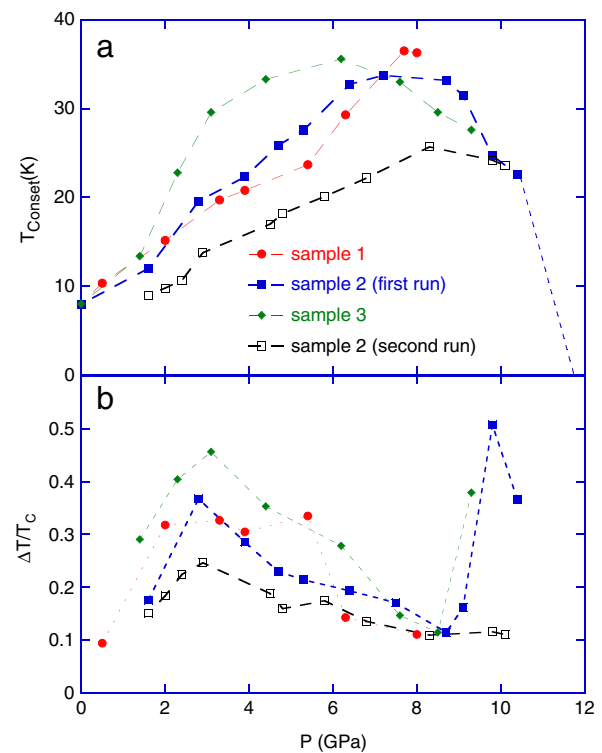 a
40
30
20
10
0
T_Conset(K)
sample 1
sample 2 (first run)
sample 3
sample 2 (second run)
b
0.5
0.4
0.3
0.2
0.1
0
ΔT/T_C
0 2 4 6 8 10 12
P (GPa)